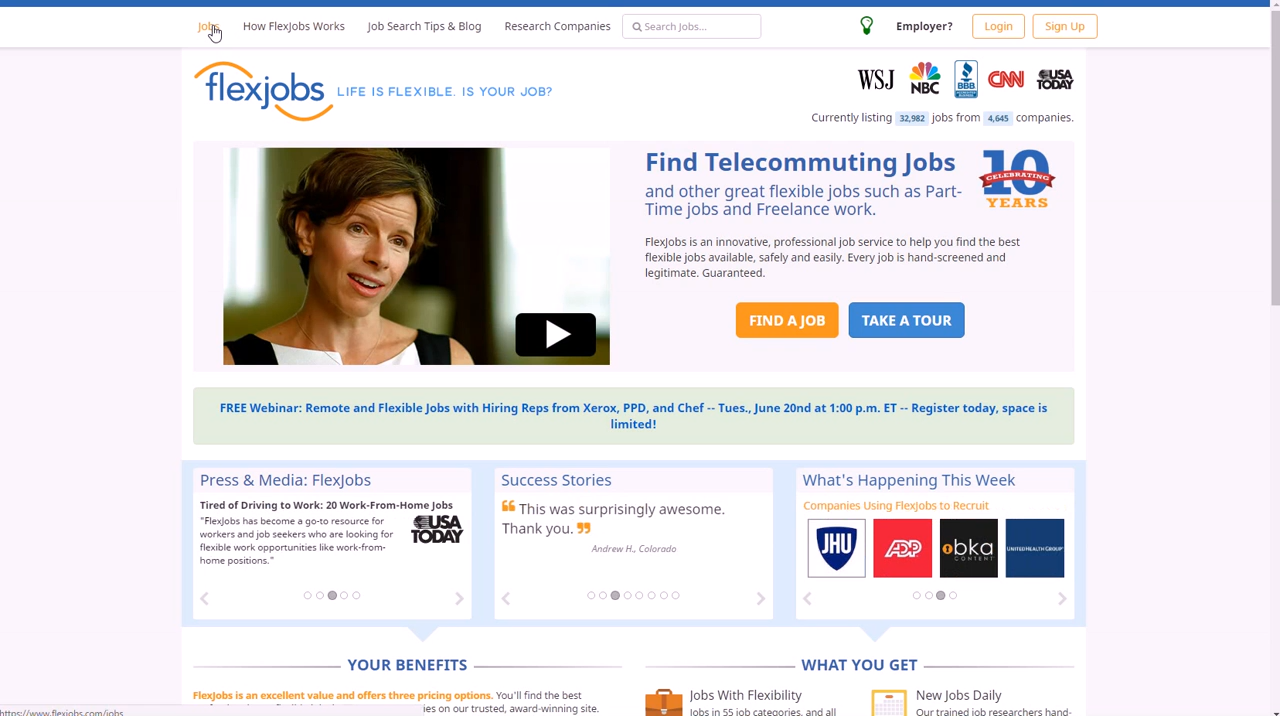 Jobs How FlexJobs Works Job Search Tips & Blog Research Companies Search Jobs... Employer? Login Sign Up
flexjobs LIFE IS FLEXIBLE. IS YOUR JOB? WSJ NBC BBB CNN USA TODAY
Currently listing 32,982 jobs from 4,645 companies.
Find Telecommuting Jobs
and other great flexible jobs such as Part-
Time jobs and Freelance work.
CELEBRATING 10 YEARS
FlexJobs is an innovative, professional job service to help you find the best
flexible jobs available, safely and easily. Every job is hand-screened and
legitimate. Guaranteed.
FIND A JOB TAKE A TOUR
FREE Webinar: Remote and Flexible Jobs with Hiring Reps from Xerox, PPD, and Chef -- Tues., June 20nd at 1:00 p.m. ET -- Register today, space is
limited!
Press & Media: FlexJobs
Tired of Driving to Work: 20 Work-From-Home Jobs
"FlexJobs has become a go-to resource for
workers and job seekers who are looking for
flexible work opportunities like work-from-
home positions."
USA TODAY
Success Stories
❝ This was surprisingly awesome.
Thank you. ❞
Andrew H., Colorado
What's Happening This Week
Companies Using FlexJobs to Recruit
JHU ADP bka CONTENT UNITEDHEALTH GROUP
YOUR BENEFITS
FlexJobs is an excellent value and offers three pricing options. You'll find the best
ies on our trusted, award-winning site.
WHAT YOU GET
Jobs With Flexibility
Jobs in 55 job categories, and all
New Jobs Daily
Our trained job researchers hand-
https://www.flexjobs.com/jobs